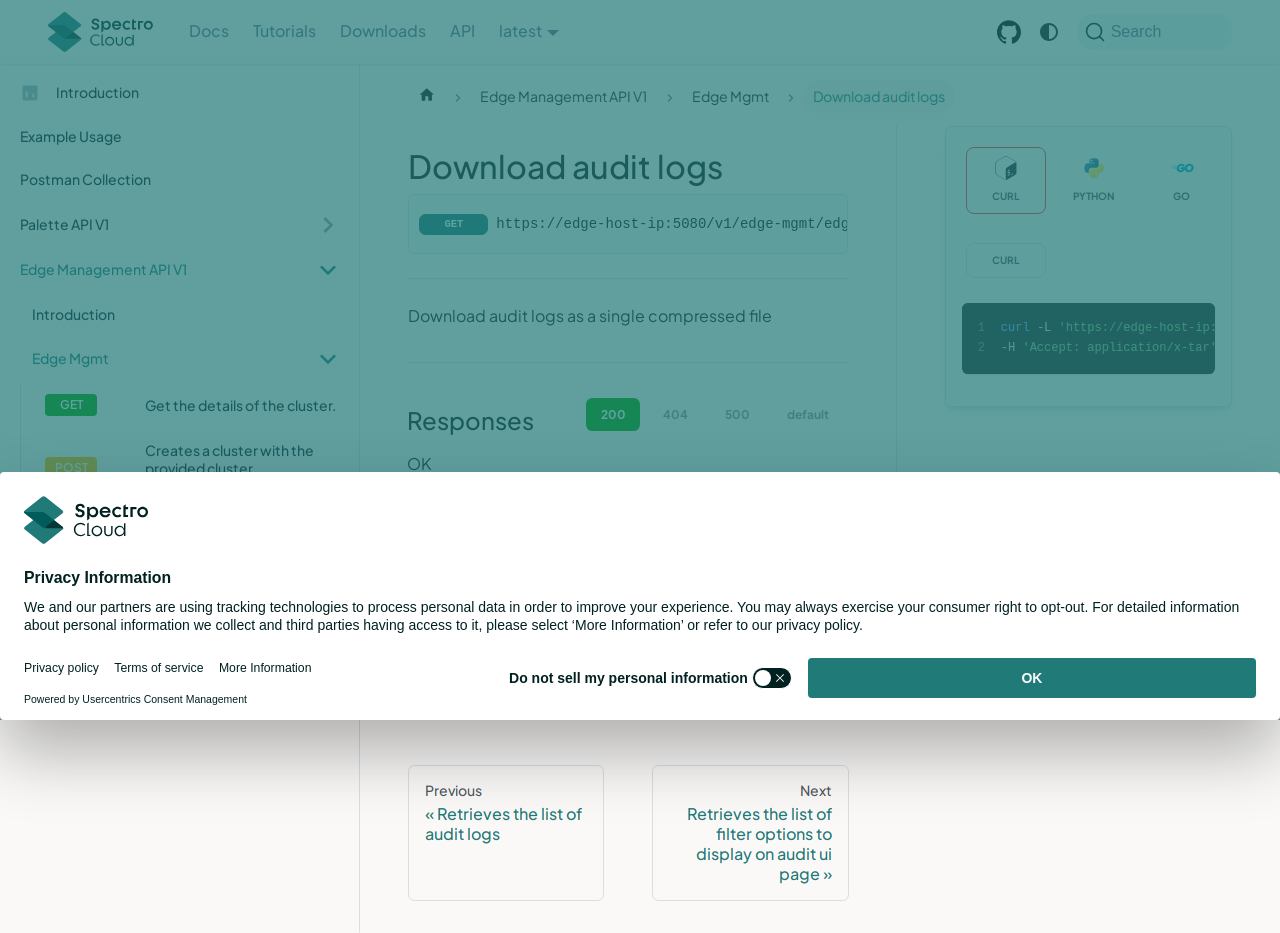 Spectro
Cloud
Docs
Tutorials
Downloads
API
latest
Search
Introduction
Example Usage
Postman Collection
Palette API V1
Edge Management API V1
Introduction
Edge Mgmt
GET
Get the details of the cluster.
POST
Creates a cluster with the
provided cluster
Edge Management API V1
Edge Mgmt
Download audit logs
Download audit logs
GET
https://edge-host-ip:5080/v1/edge-mgmt/edg
Download audit logs as a single compressed file
Responses
200
404
500
default
OK
CURL
PYTHON
GO
CURL
1 curl -L 'https://edge-host-ip:
2 -H 'Accept: application/x-tar'
Spectro
Cloud
Privacy Information
We and our partners are using tracking technologies to process personal data in order to improve your experience. You may always exercise your consumer right to opt-out. For detailed information
about personal information we collect and third parties having access to it, please select ‘More Information’ or refer to our privacy policy.
Privacy policy
Terms of service
More Information
Powered by Usercentrics Consent Management
Do not sell my personal information
OK
Previous
« Retrieves the list of
audit logs
Next
Retrieves the list of
filter options to
display on audit ui
page »